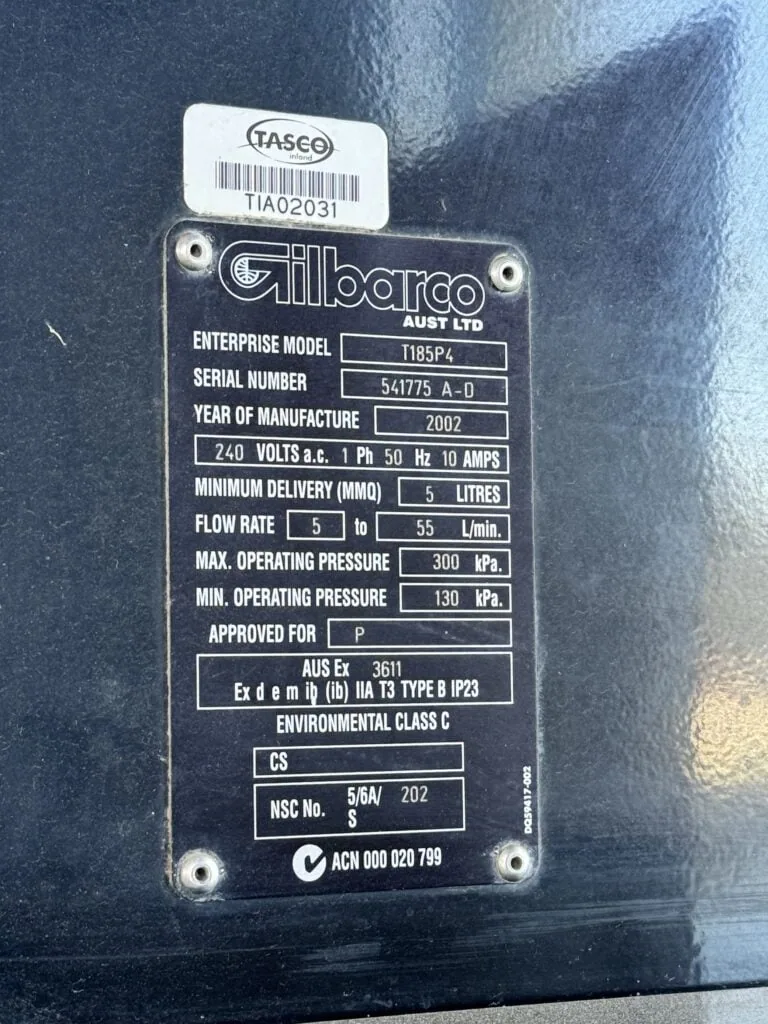 TASCO
inland
TIA02031
Gilbarco
AUST LTD
ENTERPRISE MODEL T185P4
SERIAL NUMBER 541775 A-D
YEAR OF MANUFACTURE 2002
240 VOLTS a.c. 1 Ph 50 Hz 10 AMPS
MINIMUM DELIVERY (MMQ) 5 LITRES
FLOW RATE 5 to 55 L/min.
MAX. OPERATING PRESSURE 300 kPa.
MIN. OPERATING PRESSURE 130 kPa.
APPROVED FOR P
AUS Ex 3611
Ex d e m ib (ib) IIA T3 TYPE B IP23
ENVIRONMENTAL CLASS C
CS
NSC No. 5/6A/ 202
S
ACN 000 020 799
DQ59417-002